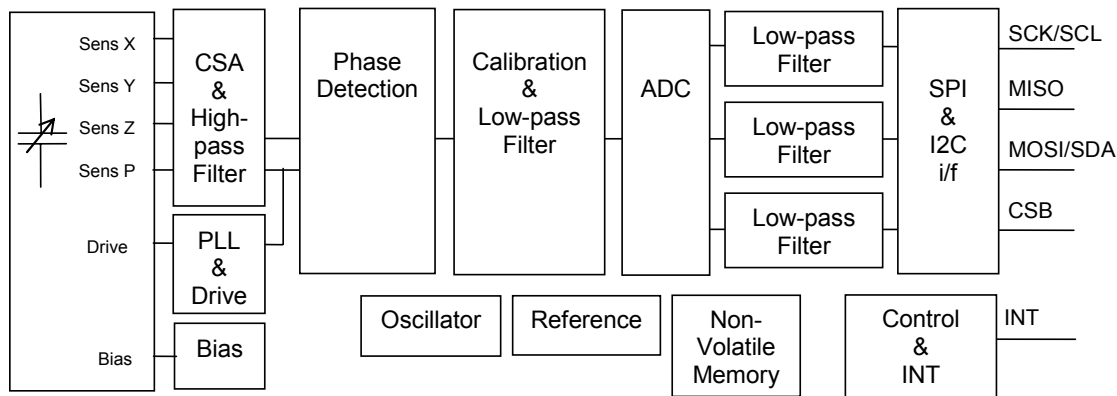 Sens X
Sens Y
Sens Z
Sens P
Drive
Bias
CSA
&
High-
pass
Filter
PLL
&
Drive
Bias
Phase
Detection
Calibration
&
Low-pass
Filter
ADC
Low-pass
Filter
Low-pass
Filter
Low-pass
Filter
SPI
&
I2C
i/f
SCK/SCL
MISO
MOSI/SDA
CSB
Oscillator
Reference
Non-
Volatile
Memory
Control
&
INT
INT